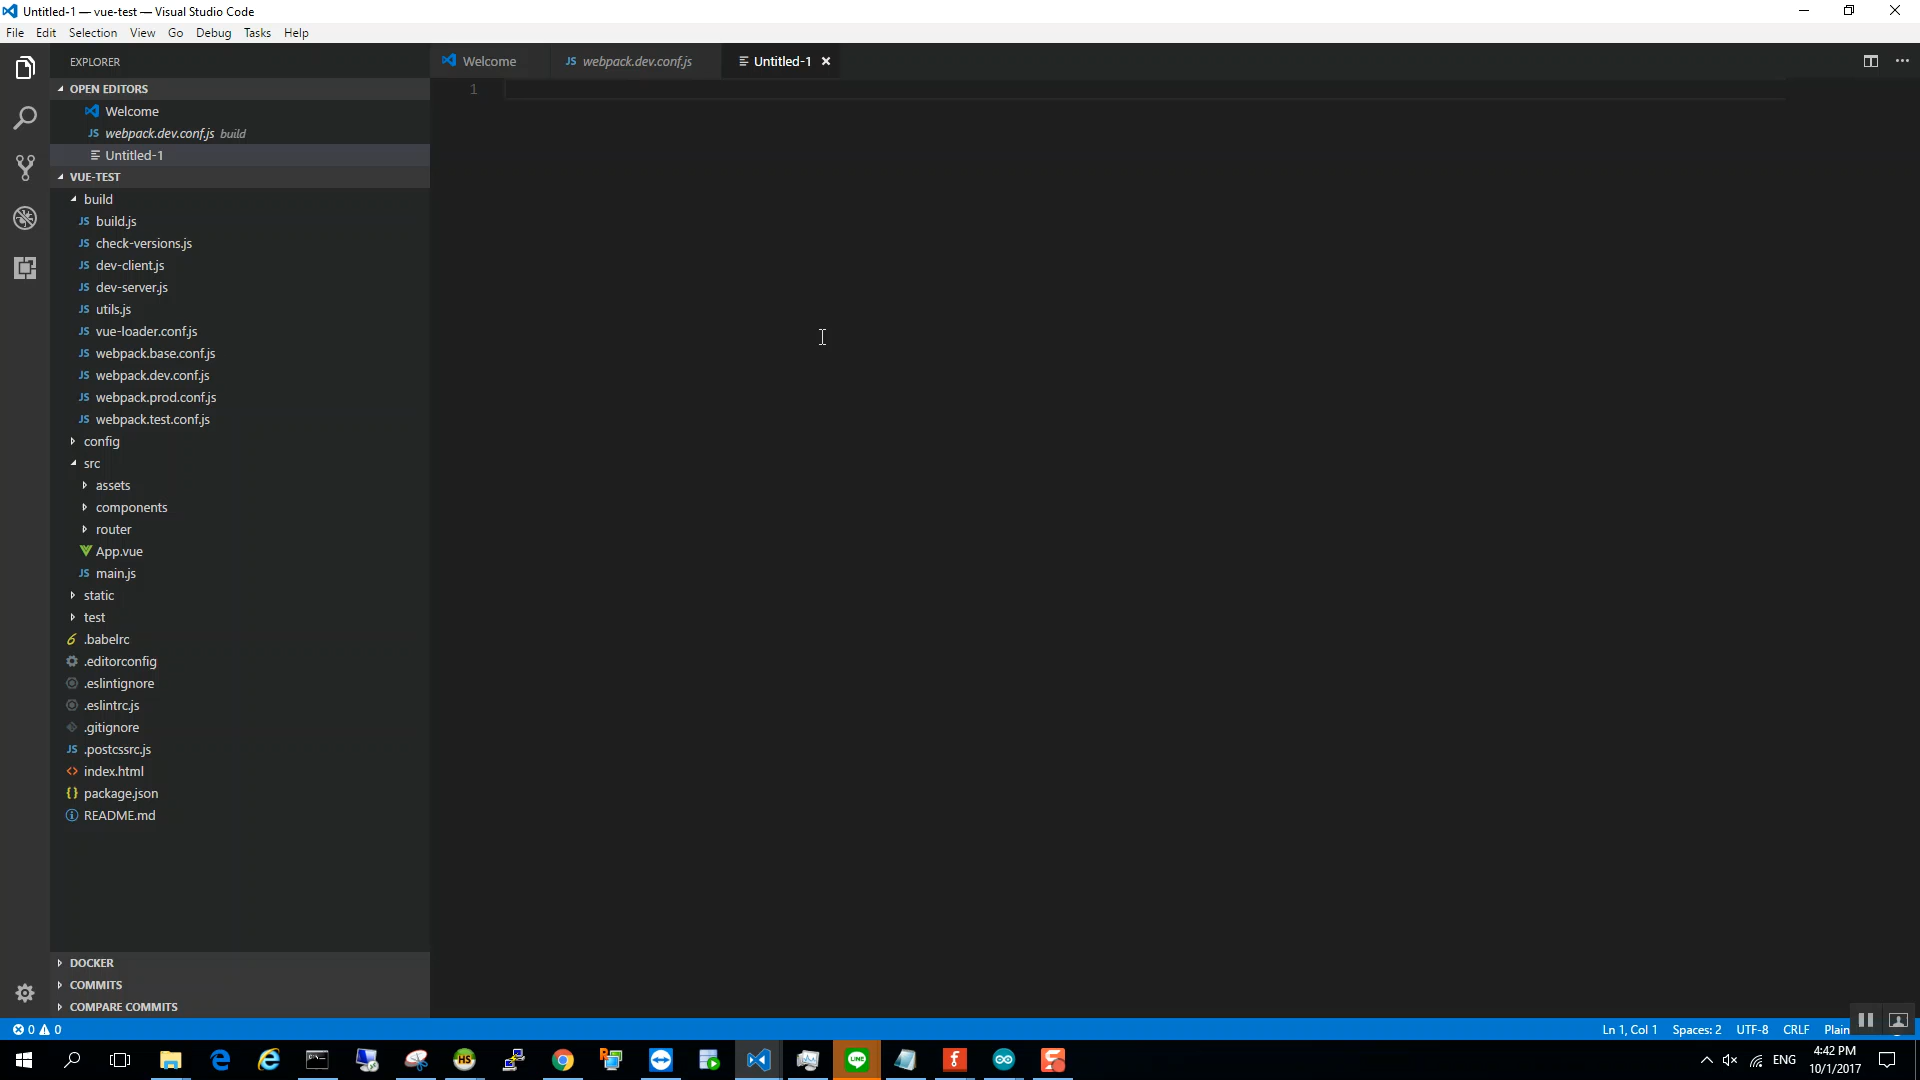 Untitled-1 — vue-test — Visual Studio Code
File Edit Selection View Go Debug Tasks Help
EXPLORER
OPEN EDITORS
Welcome
JS webpack.dev.conf.js build
Untitled-1
VUE-TEST
build
JS build.js
JS check-versions.js
JS dev-client.js
JS dev-server.js
JS utils.js
JS vue-loader.conf.js
JS webpack.base.conf.js
JS webpack.dev.conf.js
JS webpack.prod.conf.js
JS webpack.test.conf.js
config
src
assets
components
router
App.vue
JS main.js
static
test
.babelrc
.editorconfig
.eslintignore
.eslintrc.js
.gitignore
JS .postcssrc.js
<> index.html
{} package.json
README.md
DOCKER
COMMITS
COMPARE COMMITS
Welcome JS webpack.dev.conf.js Untitled-1
1
0 0
Ln 1, Col 1 Spaces: 2 UTF-8 CRLF Plain
HS
LINE
f
S
ENG
4:42 PM
10/1/2017